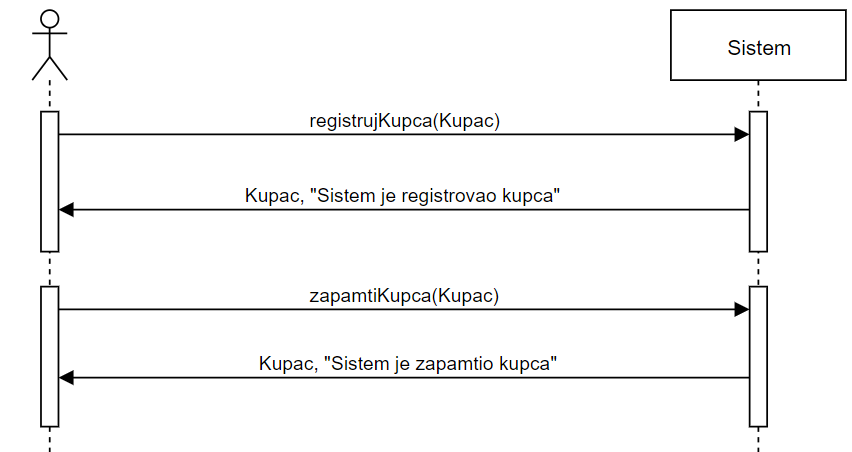 Sistem
registrujKupca(Kupac)
Kupac, "Sistem je registrovao kupca"
zapamtiKupca(Kupac)
Kupac, "Sistem je zapamtio kupca"